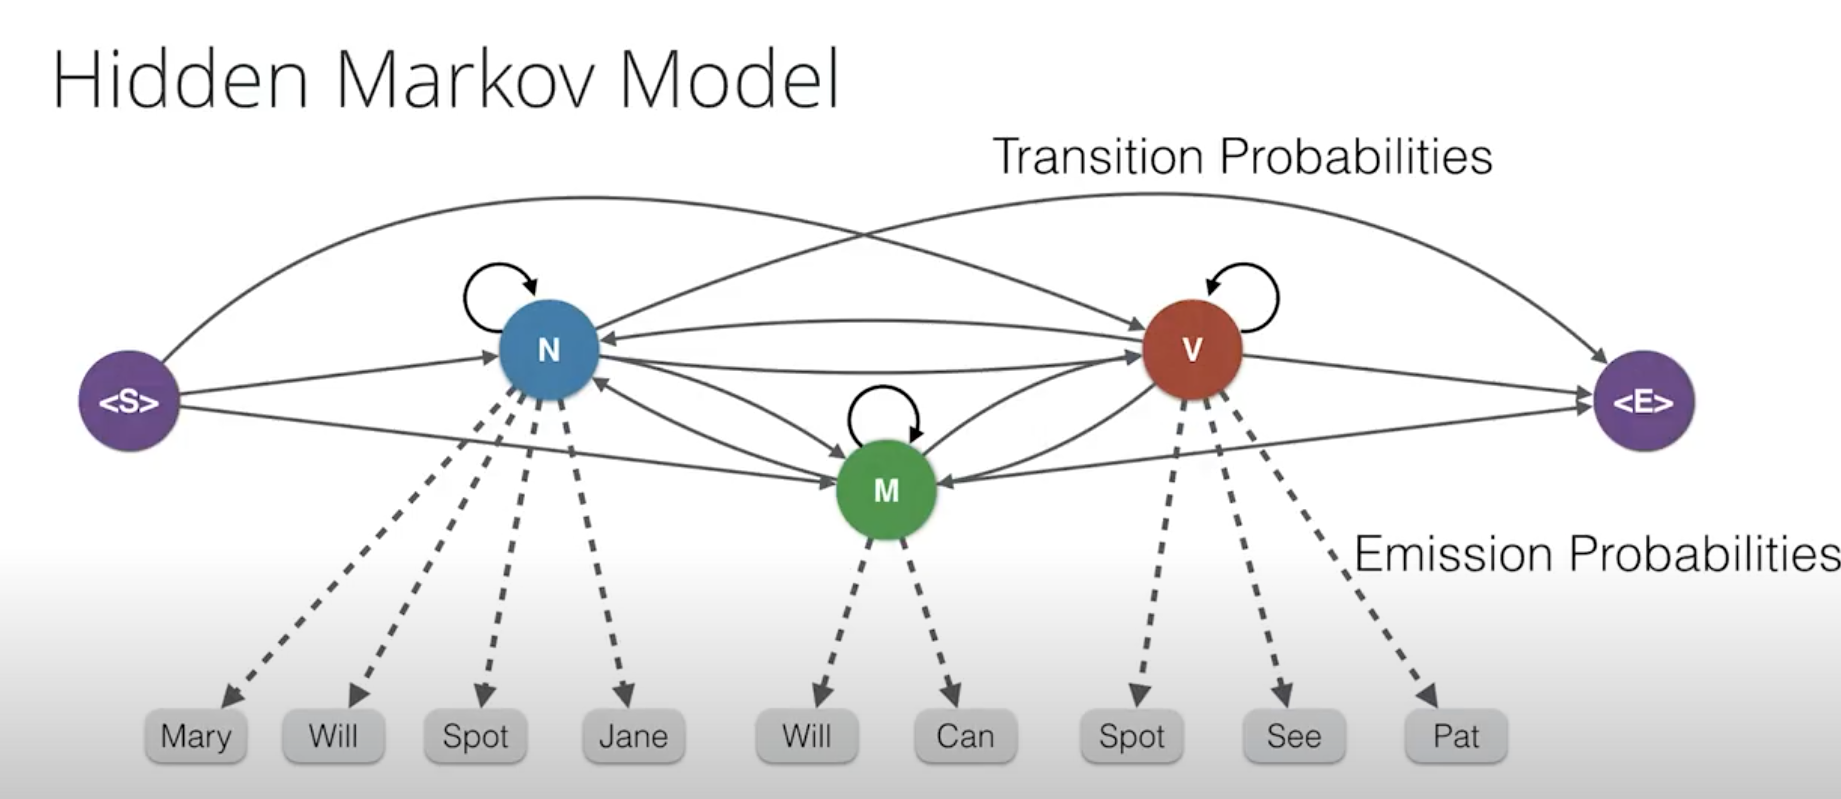 Hidden Markov Model
Transition Probabilities
N
V
<S>
<E>
M
Emission Probabilities
Mary
Will
Spot
Jane
Will
Can
Spot
See
Pat